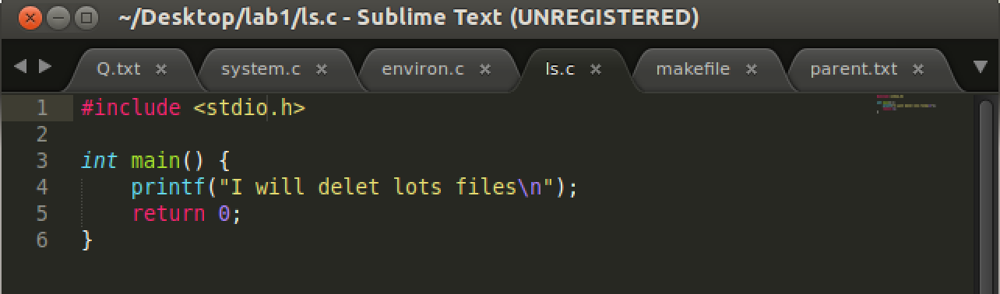 ~/Desktop/lab1/ls.c - Sublime Text (UNREGISTERED)
Q.txt × system.c × environ.c × ls.c × makefile × parent.txt ×
1 #include <stdio.h>
2
3 int main() {
4     printf("I will delet lots files\n");
5     return 0;
6 }